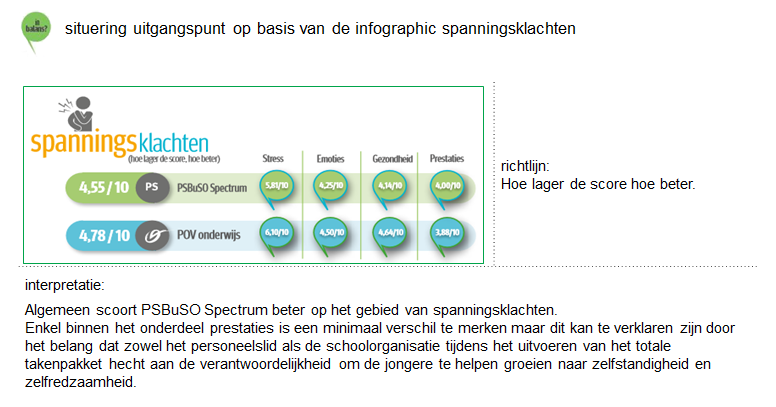 in balans?
situering uitgangspunt op basis van de infographic spanningsklachten
spanningsklachten
(hoe lager de score, hoe beter)
Stress Emoties Gezondheid Prestaties
4,55/10 PS PSBuSO Spectrum 5,81/10 4,25/10 4,14/10 4,00/10
4,78/10 POV onderwijs 6,10/10 4,50/10 4,64/10 3,88/10
richtlijn:
Hoe lager de score hoe beter.
interpretatie:
Algemeen scoort PSBuSO Spectrum beter op het gebied van spanningsklachten.
Enkel binnen het onderdeel prestaties is een minimaal verschil te merken maar dit kan te verklaren zijn door
het belang dat zowel het personeelslid als de schoolorganisatie tijdens het uitvoeren van het totale
takenpakket hecht aan de verantwoordelijkheid om de jongere te helpen groeien naar zelfstandigheid en
zelfredzaamheid.